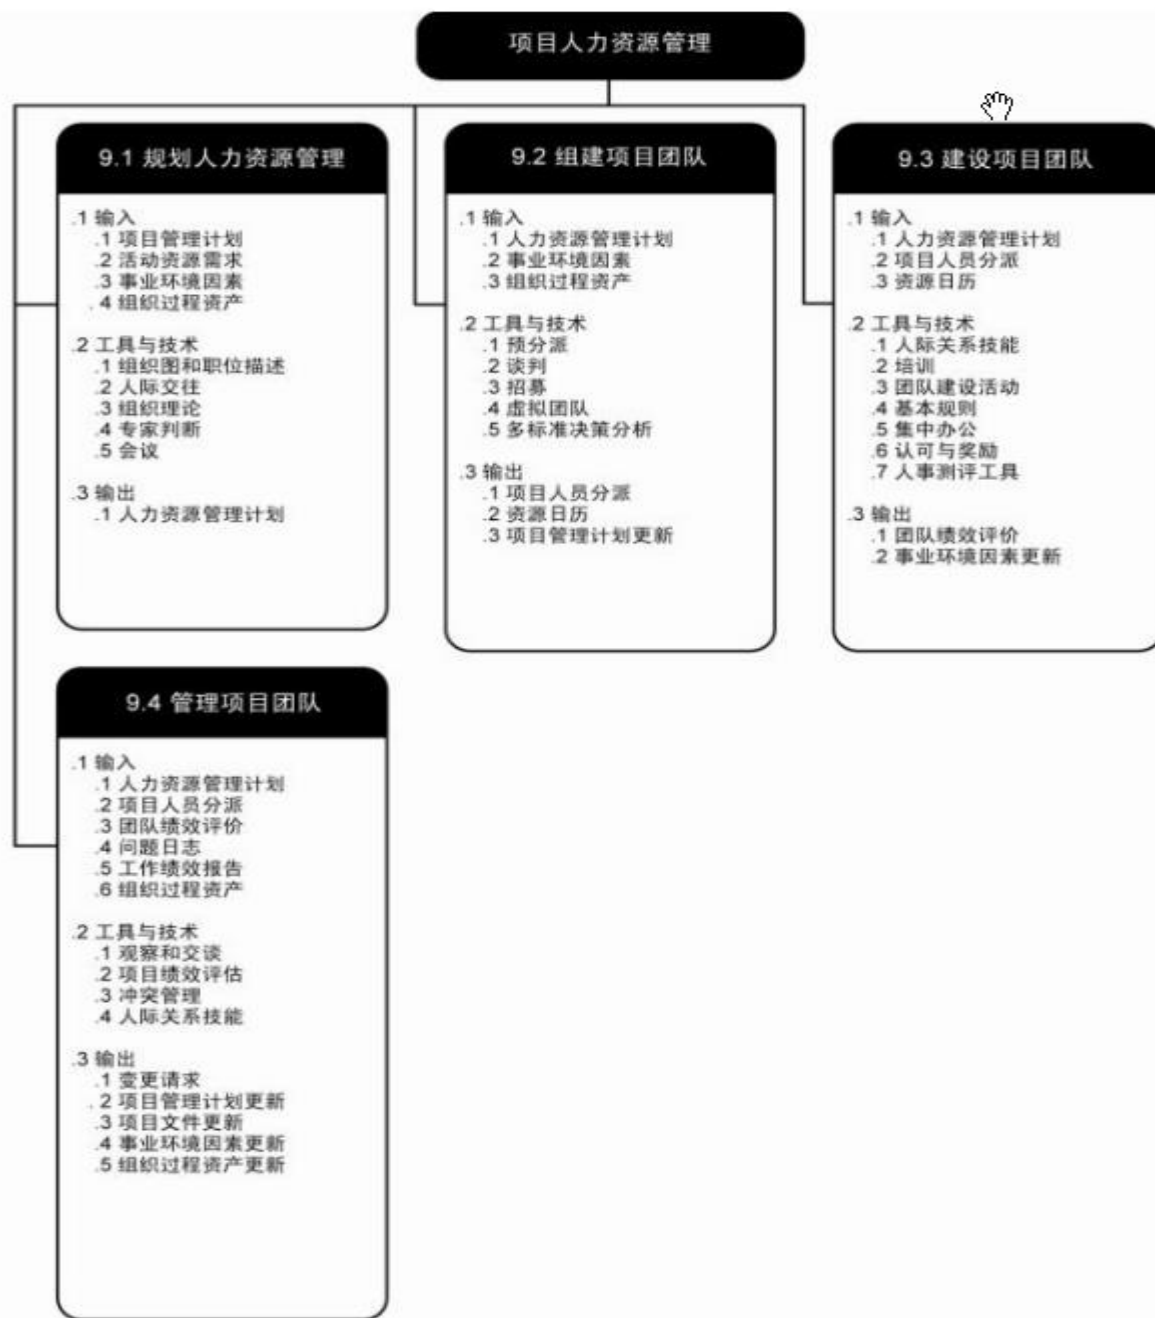 项目人力资源管理
9.1 规划人力资源管理
.1 输入
.1 项目管理计划
.2 活动资源需求
.3 事业环境因素
.4 组织过程资产
.2 工具与技术
.1 组织图和职位描述
.2 人际交往
.3 组织理论
.4 专家判断
.5 会议
.3 输出
.1 人力资源管理计划
9.2 组建项目团队
.1 输入
.1 人力资源管理计划
.2 事业环境因素
.3 组织过程资产
.2 工具与技术
.1 预分派
.2 谈判
.3 招募
.4 虚拟团队
.5 多标准决策分析
.3 输出
.1 项目人员分派
.2 资源日历
.3 项目管理计划更新
9.3 建设项目团队
.1 输入
.1 人力资源管理计划
.2 项目人员分派
.3 资源日历
.2 工具与技术
.1 人际关系技能
.2 培训
.3 团队建设活动
.4 基本规则
.5 集中办公
.6 认可与奖励
.7 人事测评工具
.3 输出
.1 团队绩效评价
.2 事业环境因素更新
9.4 管理项目团队
.1 输入
.1 人力资源管理计划
.2 项目人员分派
.3 团队绩效评价
.4 问题日志
.5 工作绩效报告
.6 组织过程资产
.2 工具与技术
.1 观察和交谈
.2 项目绩效评估
.3 冲突管理
.4 人际关系技能
.3 输出
.1 变更请求
.2 项目管理计划更新
.3 项目文件更新
.4 事业环境因素更新
.5 组织过程资产更新